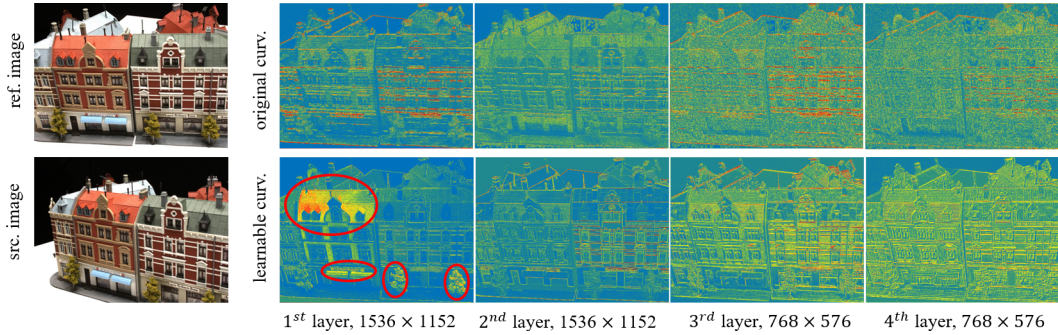 ref. image
original curv.
src. image
learnable curv.
1st layer, 1536 × 1152
2nd layer, 1536 × 1152
3rd layer, 768 × 576
4th layer, 768 × 576